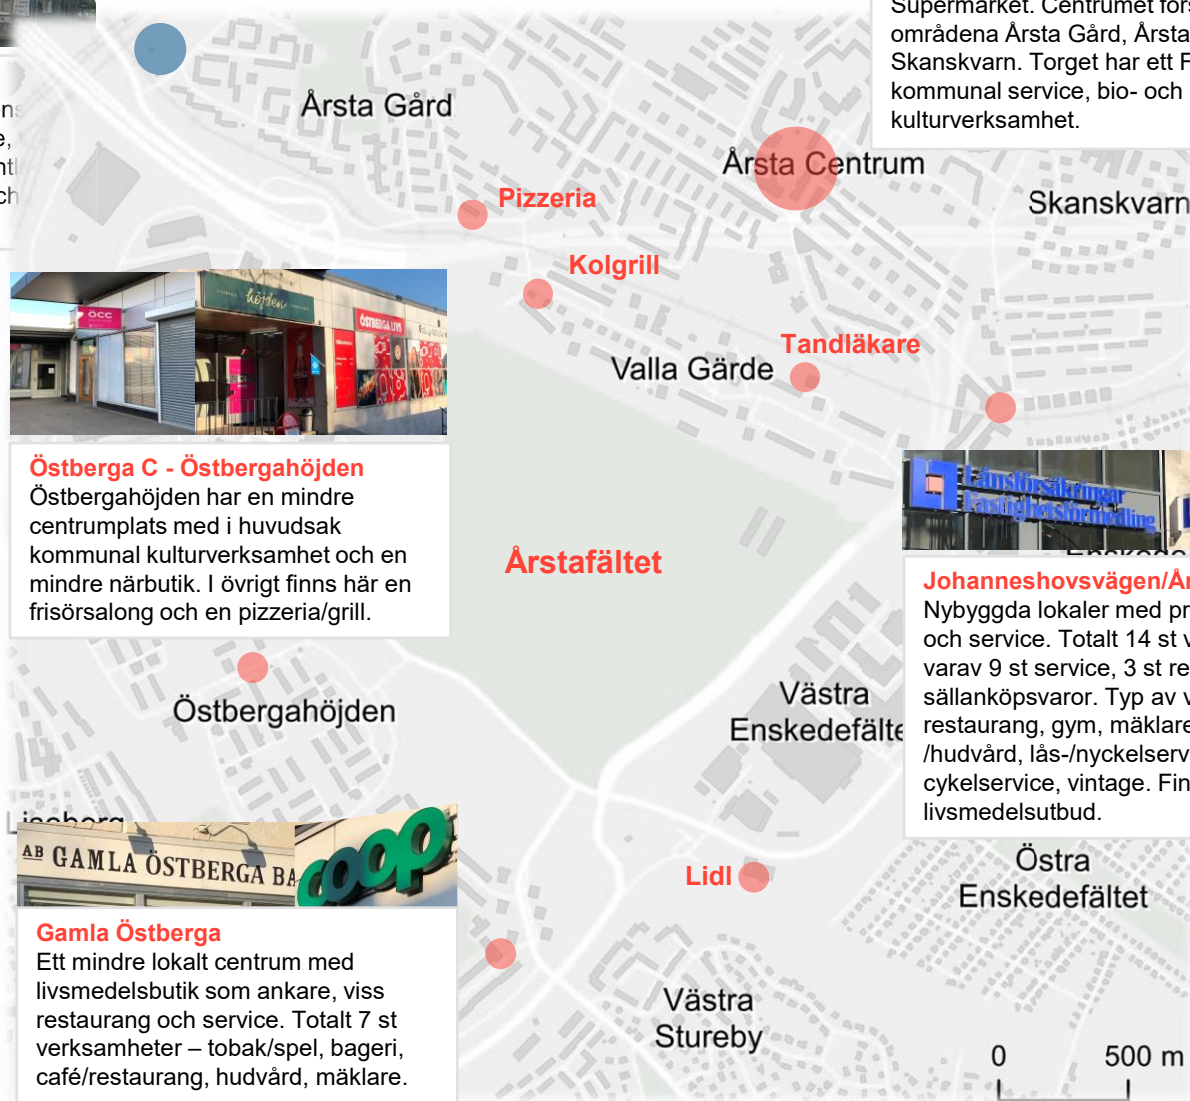 Supermarket. Centrumet förs
områdena Årsta Gård, Årsta
Skanskvarn. Torget har ett F
kommunal service, bio- och
kulturverksamhet.
Årsta Gård
Årsta Centrum
Skanskvarn
Pizzeria
Kolgrill
Tandläkare
Valla Gärde
ÖCC
höjden
ÖSTBERGA LIVS
Östberga C - Östbergahöjden
Östbergahöjden har en mindre
centrumplats med i huvudsak
kommunal kulturverksamhet och en
mindre närbutik. I övrigt finns här en
frisörsalong och en pizzeria/grill.
Årstafältet
Länsförsäkringar
Fastighetsförmedling
Johanneshovsvägen/År
Nybyggda lokaler med pr
och service. Totalt 14 st v
varav 9 st service, 3 st re
sällanköpsvaror. Typ av v
restaurang, gym, mäklare
/hudvård, lås-/nyckelserv
cykelservice, vintage. Fin
livsmedelsutbud.
Östbergahöjden
Västra
Enskedefälte
AB GAMLA ÖSTBERGA BA
coop
Gamla Östberga
Ett mindre lokalt centrum med
livsmedelsbutik som ankare, viss
restaurang och service. Totalt 7 st
verksamheter – tobak/spel, bageri,
café/restaurang, hudvård, mäklare.
Lidl
Östra
Enskedefältet
Västra
Stureby
0 500 m